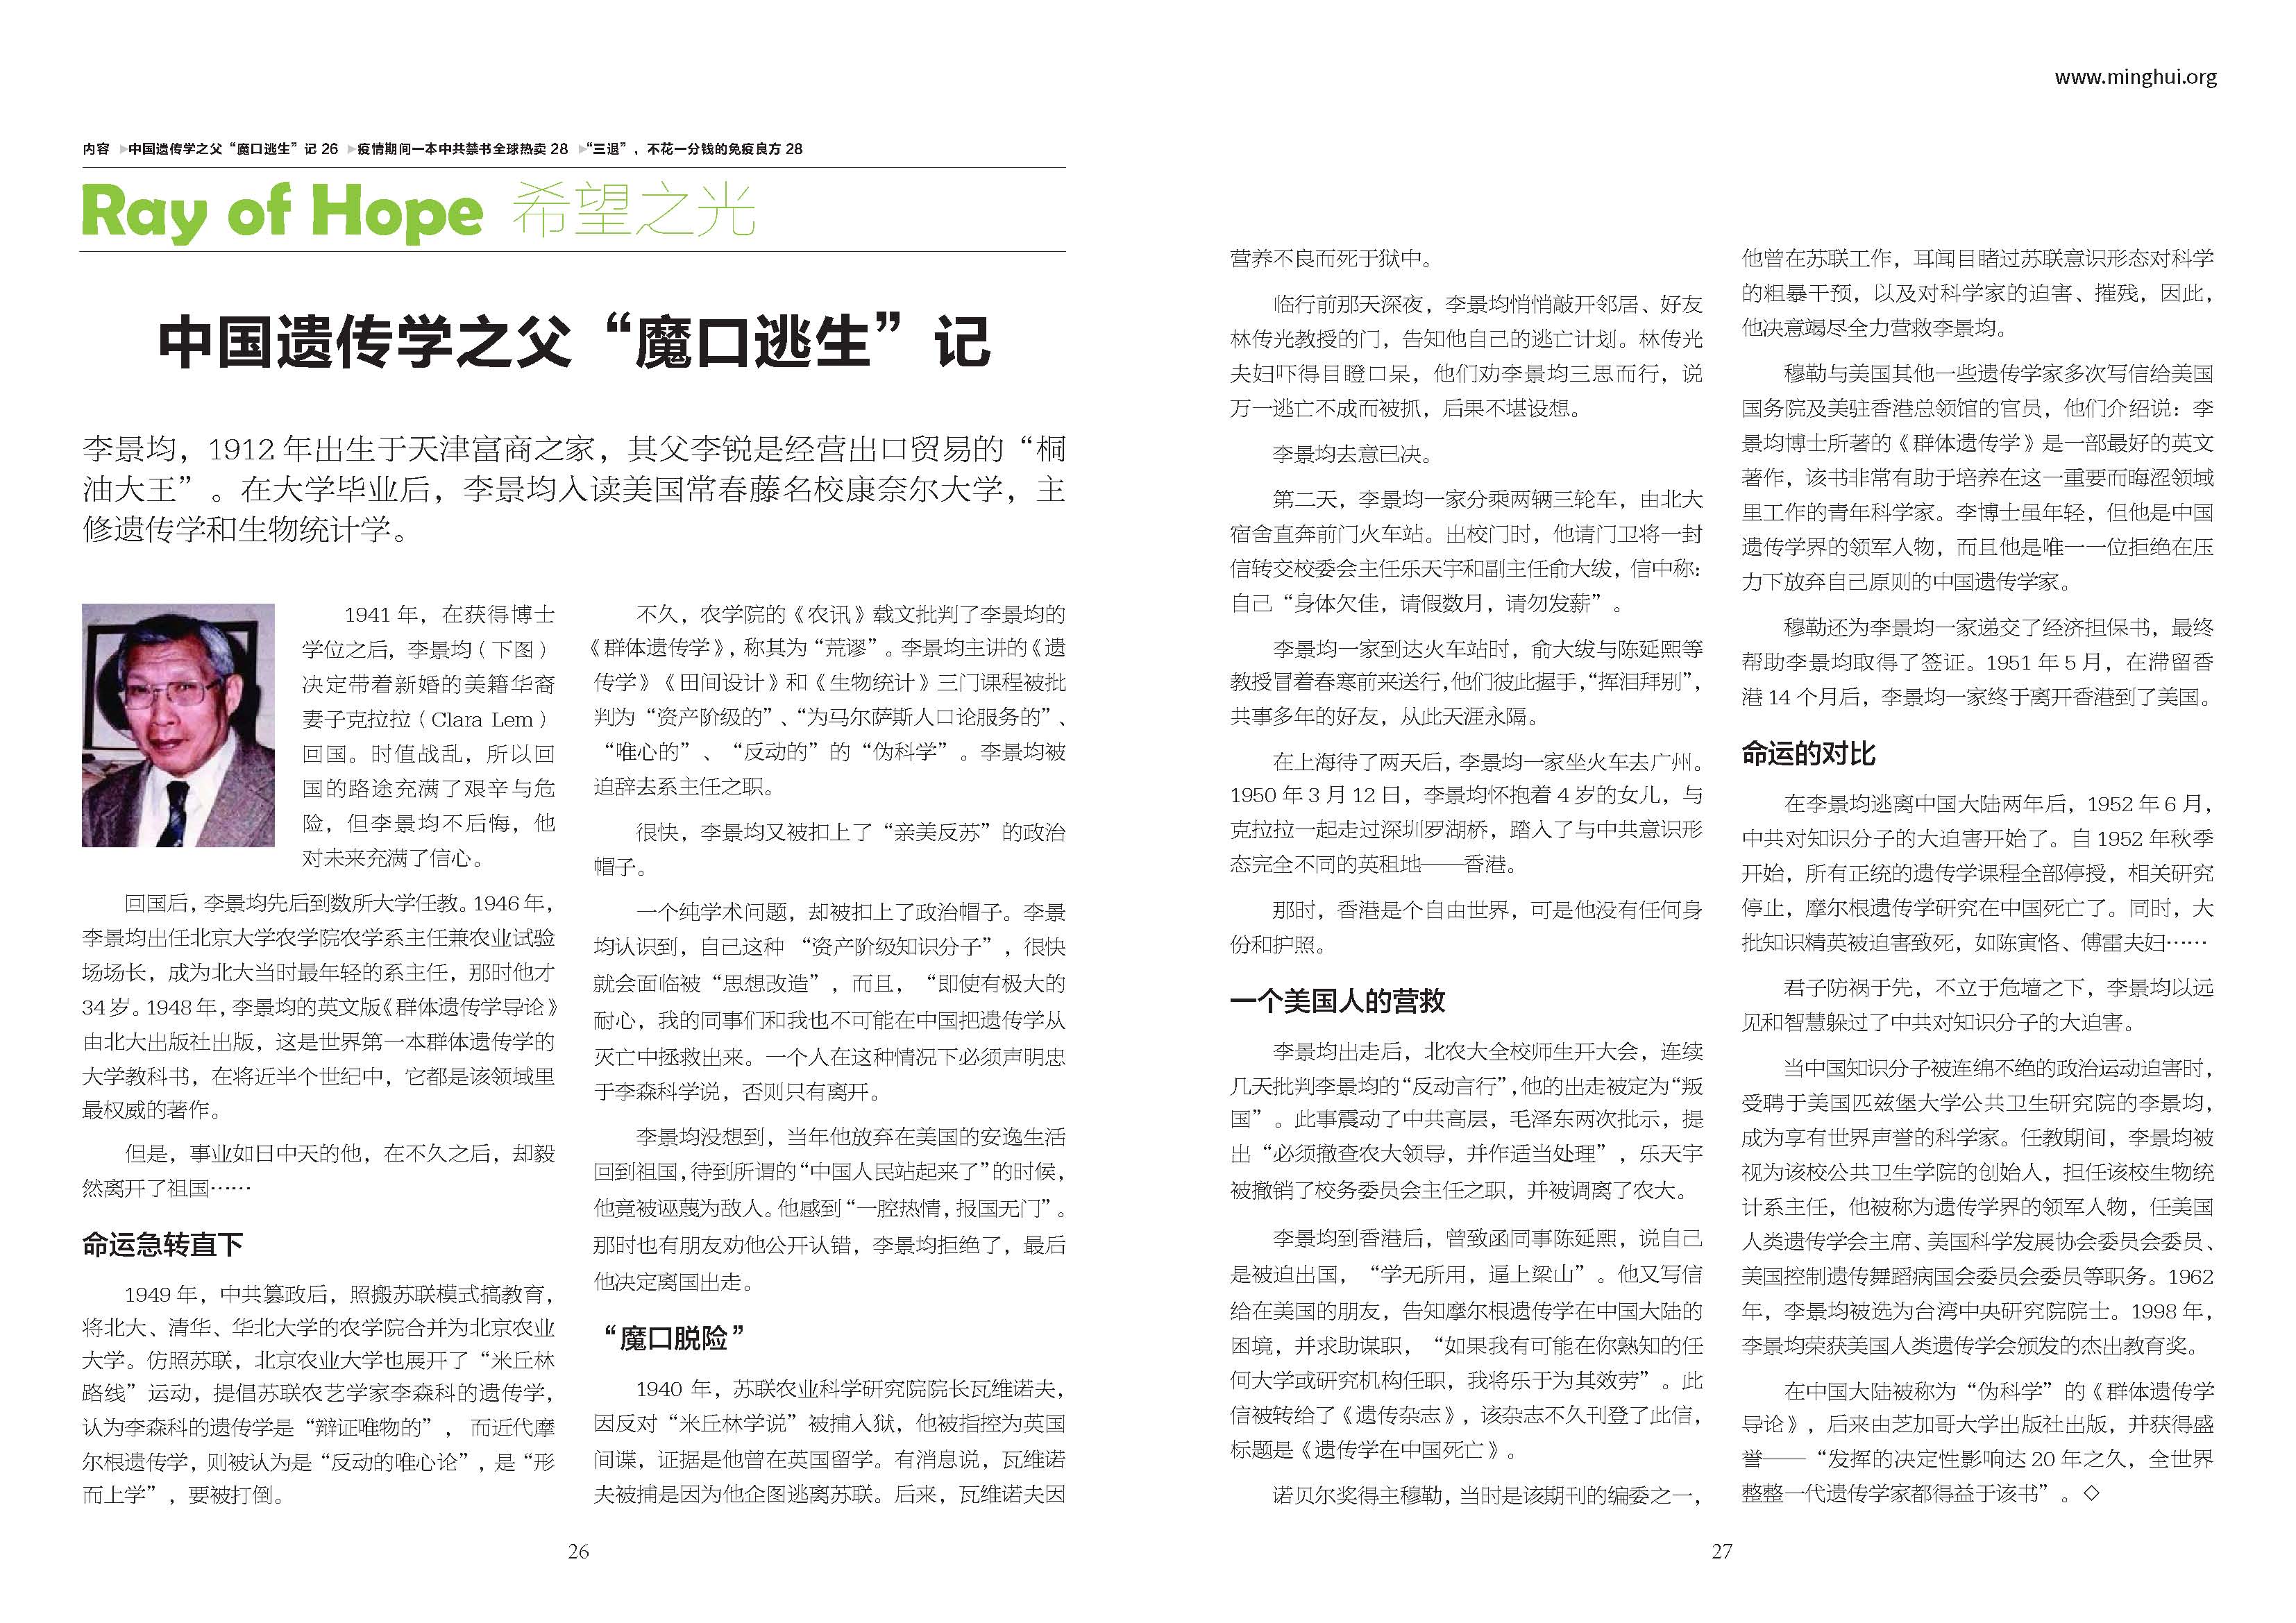 www.minghui.org
内容 ▶中国遗传学之父“魔口逃生”记 26 ▶疫情期间一本中共禁书全球热卖 28 ▶“三退”，不花一分钱的免疫良方 28
Ray of Hope 希望之光
中国遗传学之父“魔口逃生”记
李景均，1912 年出生于天津富商之家，其父李锐是经营出口贸易的“桐
油大王”。在大学毕业后，李景均入读美国常春藤名校康奈尔大学，主
修遗传学和生物统计学。
1941 年，在获得博士
学位之后，李景均（下图）
决定带着新婚的美籍华裔
妻子克拉拉（Clara Lem）
回国。时值战乱，所以回
国的路途充满了艰辛与危
险，但李景均不后悔，他
对未来充满了信心。
回国后，李景均先后到数所大学任教。1946 年，
李景均出任北京大学农学院农学系主任兼农业试验
场场长，成为北大当时最年轻的系主任，那时他才
34 岁。1948 年，李景均的英文版《群体遗传学导论》
由北大出版社出版，这是世界第一本群体遗传学的
大学教科书，在将近半个世纪中，它都是该领域里
最权威的著作。
但是，事业如日中天的他，在不久之后，却毅
然离开了祖国……
命运急转直下
1949 年，中共篡政后，照搬苏联模式搞教育，
将北大、清华、华北大学的农学院合并为北京农业
大学。仿照苏联，北京农业大学也展开了“米丘林
路线”运动，提倡苏联农艺学家李森科的遗传学，
认为李森科的遗传学是“辩证唯物的”， 而近代摩
尔根遗传学，则被认为是“反动的唯心论”，是“形
而上学”，要被打倒。
不久，农学院的《农讯》载文批判了李景均的
《群体遗传学》，称其为“荒谬”。李景均主讲的《遗
传学》《田间设计》和《生物统计》三门课程被批
判为“资产阶级的”、“为马尔萨斯人口论服务的”、
“唯心的”、“反动的”的“伪科学”。李景均被
迫辞去系主任之职。
很快，李景均又被扣上了“亲美反苏”的政治
帽子。
一个纯学术问题，却被扣上了政治帽子。李景
均认识到，自己这种 “资产阶级知识分子”，很快
就会面临被“思想改造”，而且，“即使有极大的
耐心，我的同事们和我也不可能在中国把遗传学从
灭亡中拯救出来。一个人在这种情况下必须声明忠
于李森科学说，否则只有离开。
李景均没想到，当年他放弃在美国的安逸生活
回到祖国，待到所谓的“中国人民站起来了”的时候，
他竟被诬蔑为敌人。他感到“一腔热情，报国无门”。
那时也有朋友劝他公开认错，李景均拒绝了，最后
他决定离国出走。
“魔口脱险”
1940 年，苏联农业科学研究院院长瓦维诺夫，
因反对“米丘林学说”被捕入狱，他被指控为英国
间谍，证据是他曾在英国留学。有消息说，瓦维诺
夫被捕是因为他企图逃离苏联。后来，瓦维诺夫因
26
营养不良而死于狱中。
临行前那天深夜，李景均悄悄敲开邻居、好友
林传光教授的门，告知他自己的逃亡计划。林传光
夫妇吓得目瞪口呆，他们劝李景均三思而行，说
万一逃亡不成而被抓，后果不堪设想。
李景均去意已决。
第二天，李景均一家分乘两辆三轮车，由北大
宿舍直奔前门火车站。出校门时，他请门卫将一封
信转交校委会主任乐天宇和副主任俞大绂，信中称：
自己“身体欠佳，请假数月，请勿发薪”。
李景均一家到达火车站时，俞大绂与陈延熙等
教授冒着春寒前来送行，他们彼此握手，“挥泪拜别”，
共事多年的好友，从此天涯永隔。
在上海待了两天后，李景均一家坐火车去广州。
1950 年 3 月 12 日，李景均怀抱着 4 岁的女儿，与
克拉拉一起走过深圳罗湖桥，踏入了与中共意识形
态完全不同的英租地——香港。
那时，香港是个自由世界，可是他没有任何身
份和护照。
一个美国人的营救
李景均出走后，北农大全校师生开大会，连续
几天批判李景均的“反动言行”，他的出走被定为“叛
国”。此事震动了中共高层，毛泽东两次批示，提
出“必须撤查农大领导，并作适当处理”，乐天宇
被撤销了校务委员会主任之职，并被调离了农大。
李景均到香港后，曾致函同事陈延熙，说自己
是被迫出国，“学无所用，逼上梁山”。他又写信
给在美国的朋友，告知摩尔根遗传学在中国大陆的
困境，并求助谋职，“如果我有可能在你熟知的任
何大学或研究机构任职，我将乐于为其效劳”。此
信被转给了《遗传杂志》，该杂志不久刊登了此信，
标题是《遗传学在中国死亡》。
诺贝尔奖得主穆勒，当时是该期刊的编委之一，
他曾在苏联工作，耳闻目睹过苏联意识形态对科学
的粗暴干预，以及对科学家的迫害、摧残，因此，
他决意竭尽全力营救李景均。
穆勒与美国其他一些遗传学家多次写信给美国
国务院及美驻香港总领馆的官员，他们介绍说：李
景均博士所著的《群体遗传学》是一部最好的英文
著作，该书非常有助于培养在这一重要而晦涩领域
里工作的青年科学家。李博士虽年轻，但他是中国
遗传学界的领军人物，而且他是唯一一位拒绝在压
力下放弃自己原则的中国遗传学家。
穆勒还为李景均一家递交了经济担保书，最终
帮助李景均取得了签证。1951 年 5 月，在滞留香
港 14 个月后，李景均一家终于离开香港到了美国。
命运的对比
在李景均逃离中国大陆两年后，1952 年 6 月，
中共对知识分子的大迫害开始了。自 1952 年秋季
开始，所有正统的遗传学课程全部停授，相关研究
停止，摩尔根遗传学研究在中国死亡了。同时，大
批知识精英被迫害致死，如陈寅恪、傅雷夫妇……
君子防祸于先，不立于危墙之下，李景均以远
见和智慧躲过了中共对知识分子的大迫害。
当中国知识分子被连绵不绝的政治运动迫害时，
受聘于美国匹兹堡大学公共卫生研究院的李景均，
成为享有世界声誉的科学家。任教期间，李景均被
视为该校公共卫生学院的创始人，担任该校生物统
计系主任，他被称为遗传学界的领军人物，任美国
人类遗传学会主席、美国科学发展协会委员会委员、
美国控制遗传舞蹈病国会委员会委员等职务。1962
年，李景均被选为台湾中央研究院院士。1998 年，
李景均荣获美国人类遗传学会颁发的杰出教育奖。
在中国大陆被称为“伪科学”的《群体遗传学
导论》，后来由芝加哥大学出版社出版，并获得盛
誉——“发挥的决定性影响达 20 年之久，全世界
整整一代遗传学家都得益于该书”。◇
27